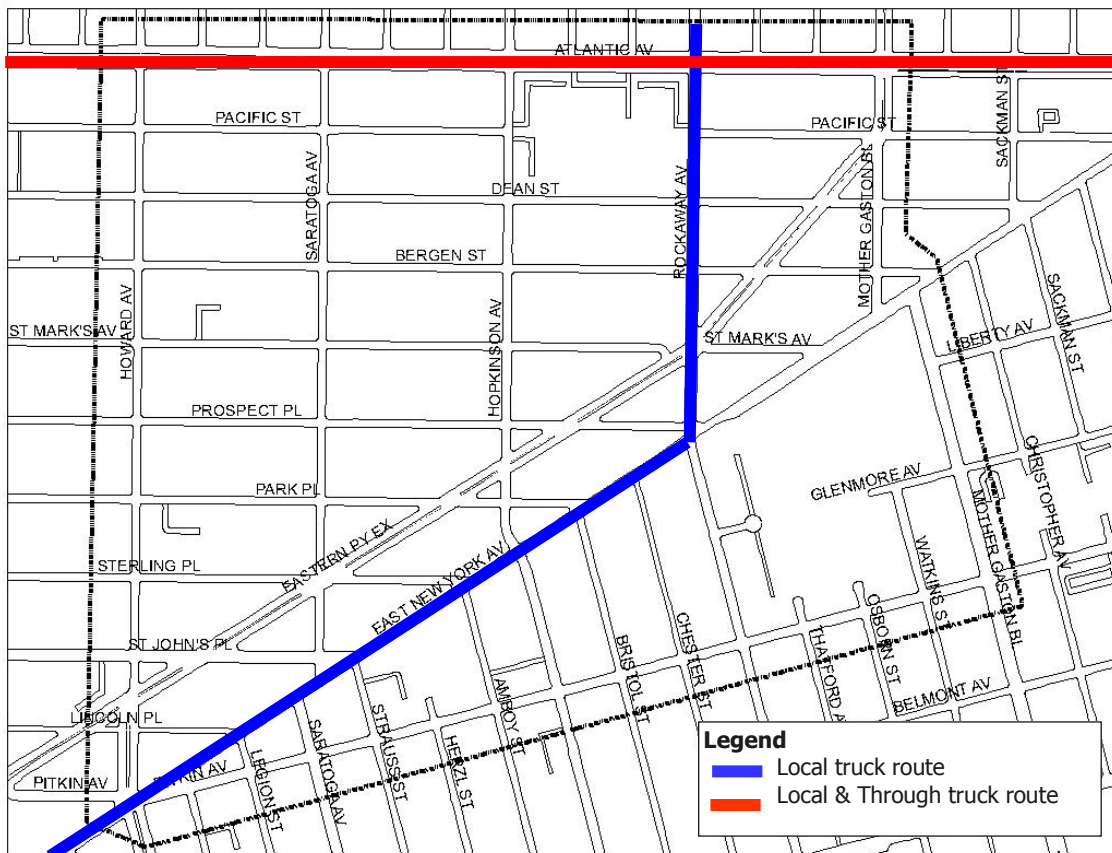 ATLANTIC AV
SACKMAN ST
PACIFIC ST
PACIFIC ST
SARATOGA AV
DEAN ST
ROCKAWAY AV
MOTHER GASTON BL
BERGEN ST
SACKMAN ST
HOWARD AV
ST MARK'S AV
HOPKINSON AV
ST MARK'S AV
LIBERTY AV
PROSPECT PL
CHRISTOPHER AV
GLENMORE AV
PARK PL
MOTHER GASTON BL
EASTERN PY EX
EAST NEW YORK AV
WATKINS ST
STERLING PL
OSBORN ST
CHESTER ST
THATFORD A
BRISTOL ST
ST JOHN'S PL
AMBOY ST
BELMONT AV
LINCOLN PL
STRAUSS ST
SARATOGA AV
HERZL ST
LEGION ST
PITKIN AV
PITKIN AV
Legend
Local truck route
Local & Through truck route